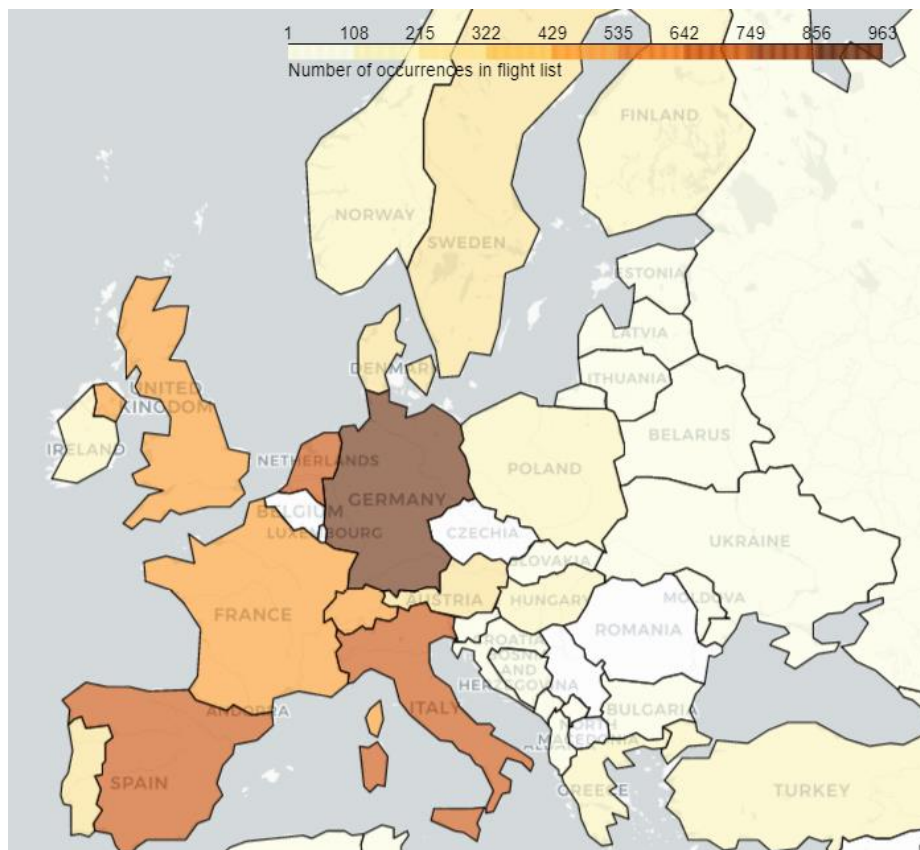 1 108 215 322 429 535 642 749 856 963
Number of occurrences in flight list
FINLAND
NORWAY
SWEDEN
ESTONIA
LATVIA
DENMARK
LITHUANIA
UNITED
KINGDOM
BELARUS
IRELAND
NETHERLANDS
POLAND
GERMANY
BELGIUM
LUXEMBOURG
CZECHIA
UKRAINE
SLOVAKIA
AUSTRIA
HUNGARY
MOLDOVA
FRANCE
ROMANIA
CROATIA
BOSNIA
AND
HERZEGOVINA
ANDORRA
ITALY
BULGARIA
NORTH
MACEDONIA
SPAIN
GREECE
TURKEY